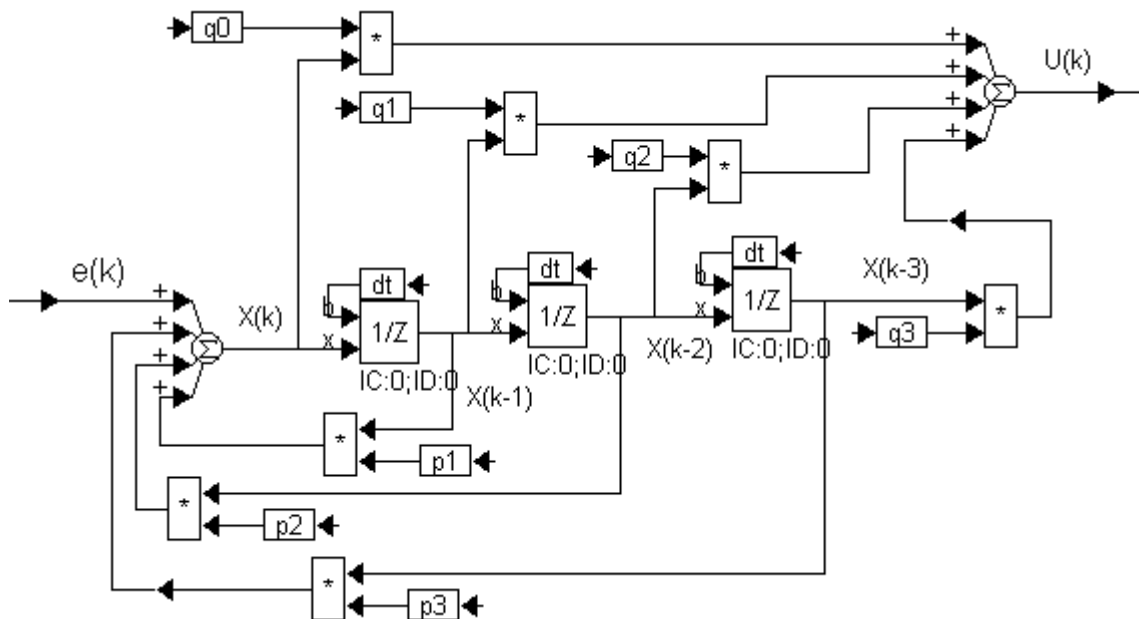 q0
*
+
U(k)
+
Σ
q1
*
+
+
q2
*
e(k)
dt
dt
dt
X(k-3)
+
X(k)
b
b
b
+
Σ
1/Z
1/Z
1/Z
*
x
x
x
q3
+
X(k-2)
IC:0;ID:0
IC:0;ID:0
IC:0;ID:0
+
X(k-1)
*
p1
*
p2
*
p3